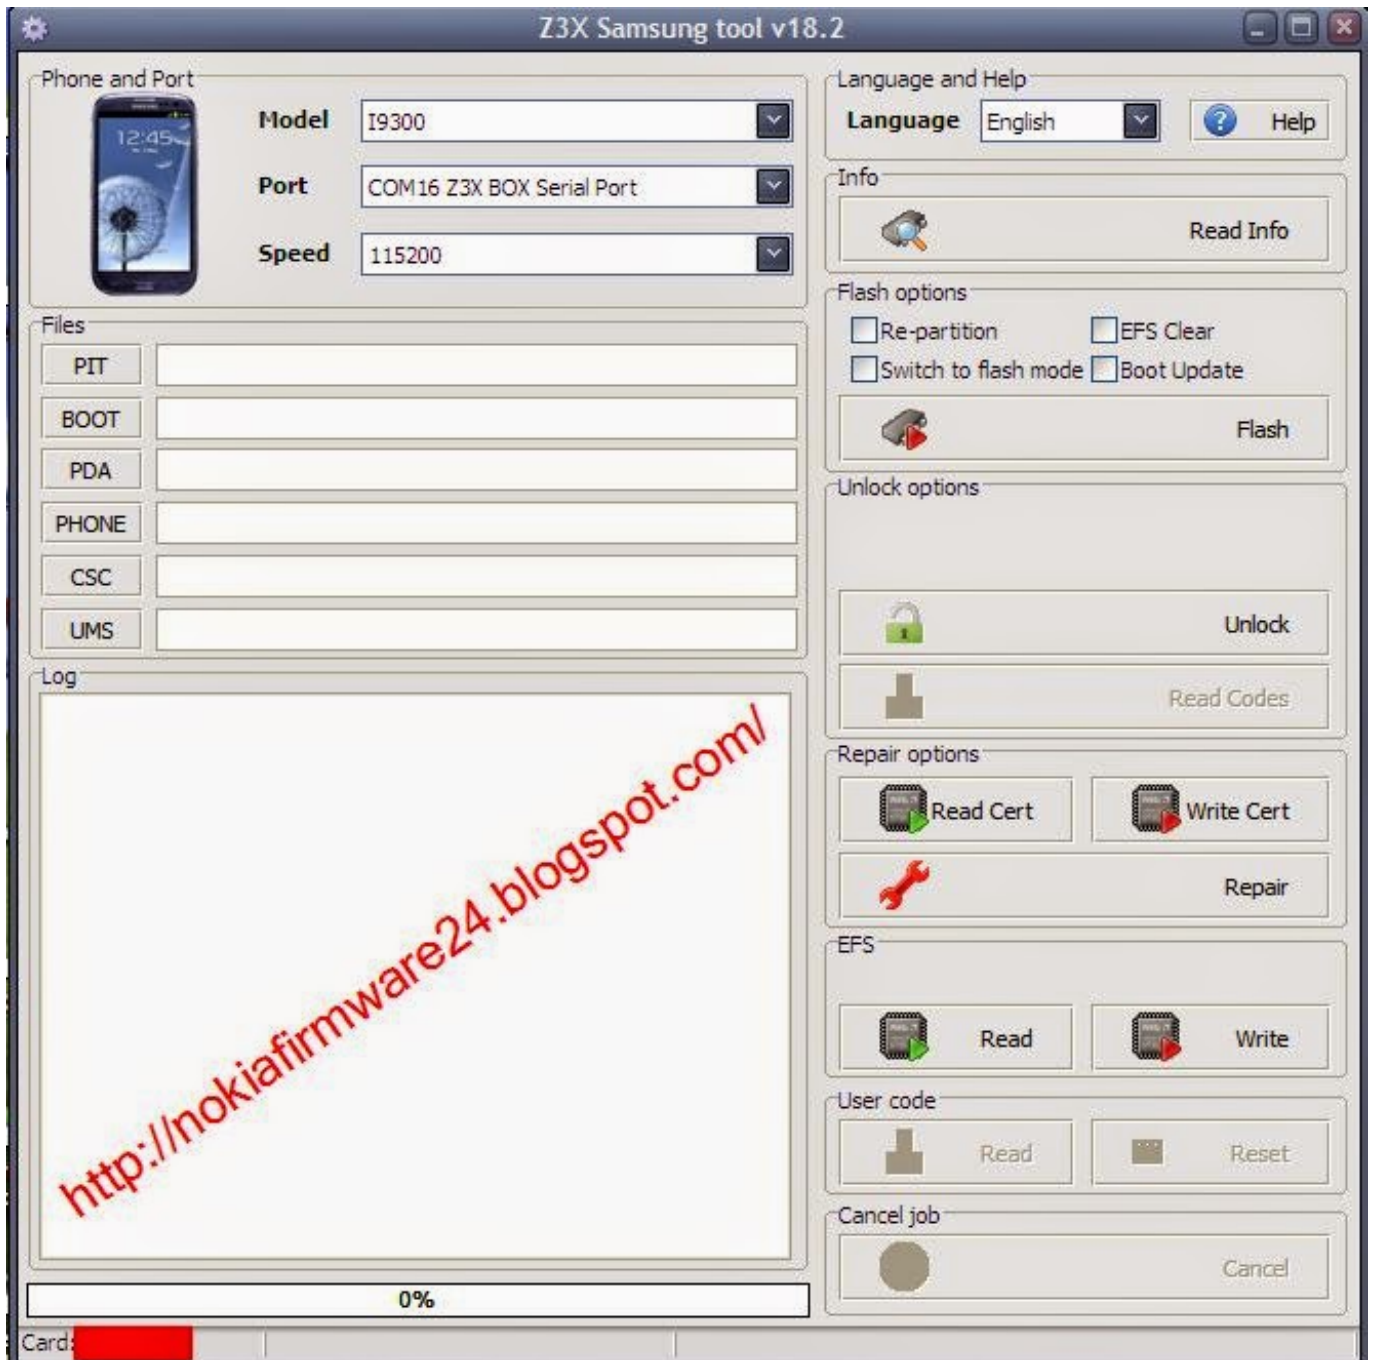 Z3X Samsung tool v18.2
Phone and Port
12:45
Model I9300
Port COM16 Z3X BOX Serial Port
Speed 115200
Files
PIT
BOOT
PDA
PHONE
CSC
UMS
Log
http://nokiafirmware24.blogspot.com/
0%
Card:
Language and Help
Language English Help
Info
Read Info
Flash options
Re-partition EFS Clear
Switch to flash mode Boot Update
Flash
Unlock options
Unlock
Read Codes
Repair options
Read Cert Write Cert
Repair
EFS
Read Write
User code
Read Reset
Cancel job
Cancel